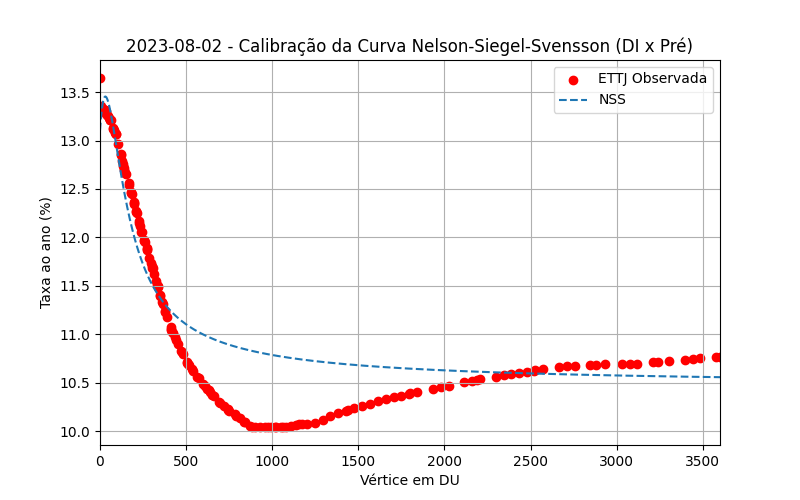 2023-08-02 - Calibração da Curva Nelson-Siegel-Svensson (DI x Pré)
ETTJ Observada
NSS
Taxa ao ano (%)
13.5
13.0
12.5
12.0
11.5
11.0
10.5
10.0
0 500 1000 1500 2000 2500 3000 3500
Vértice em DU